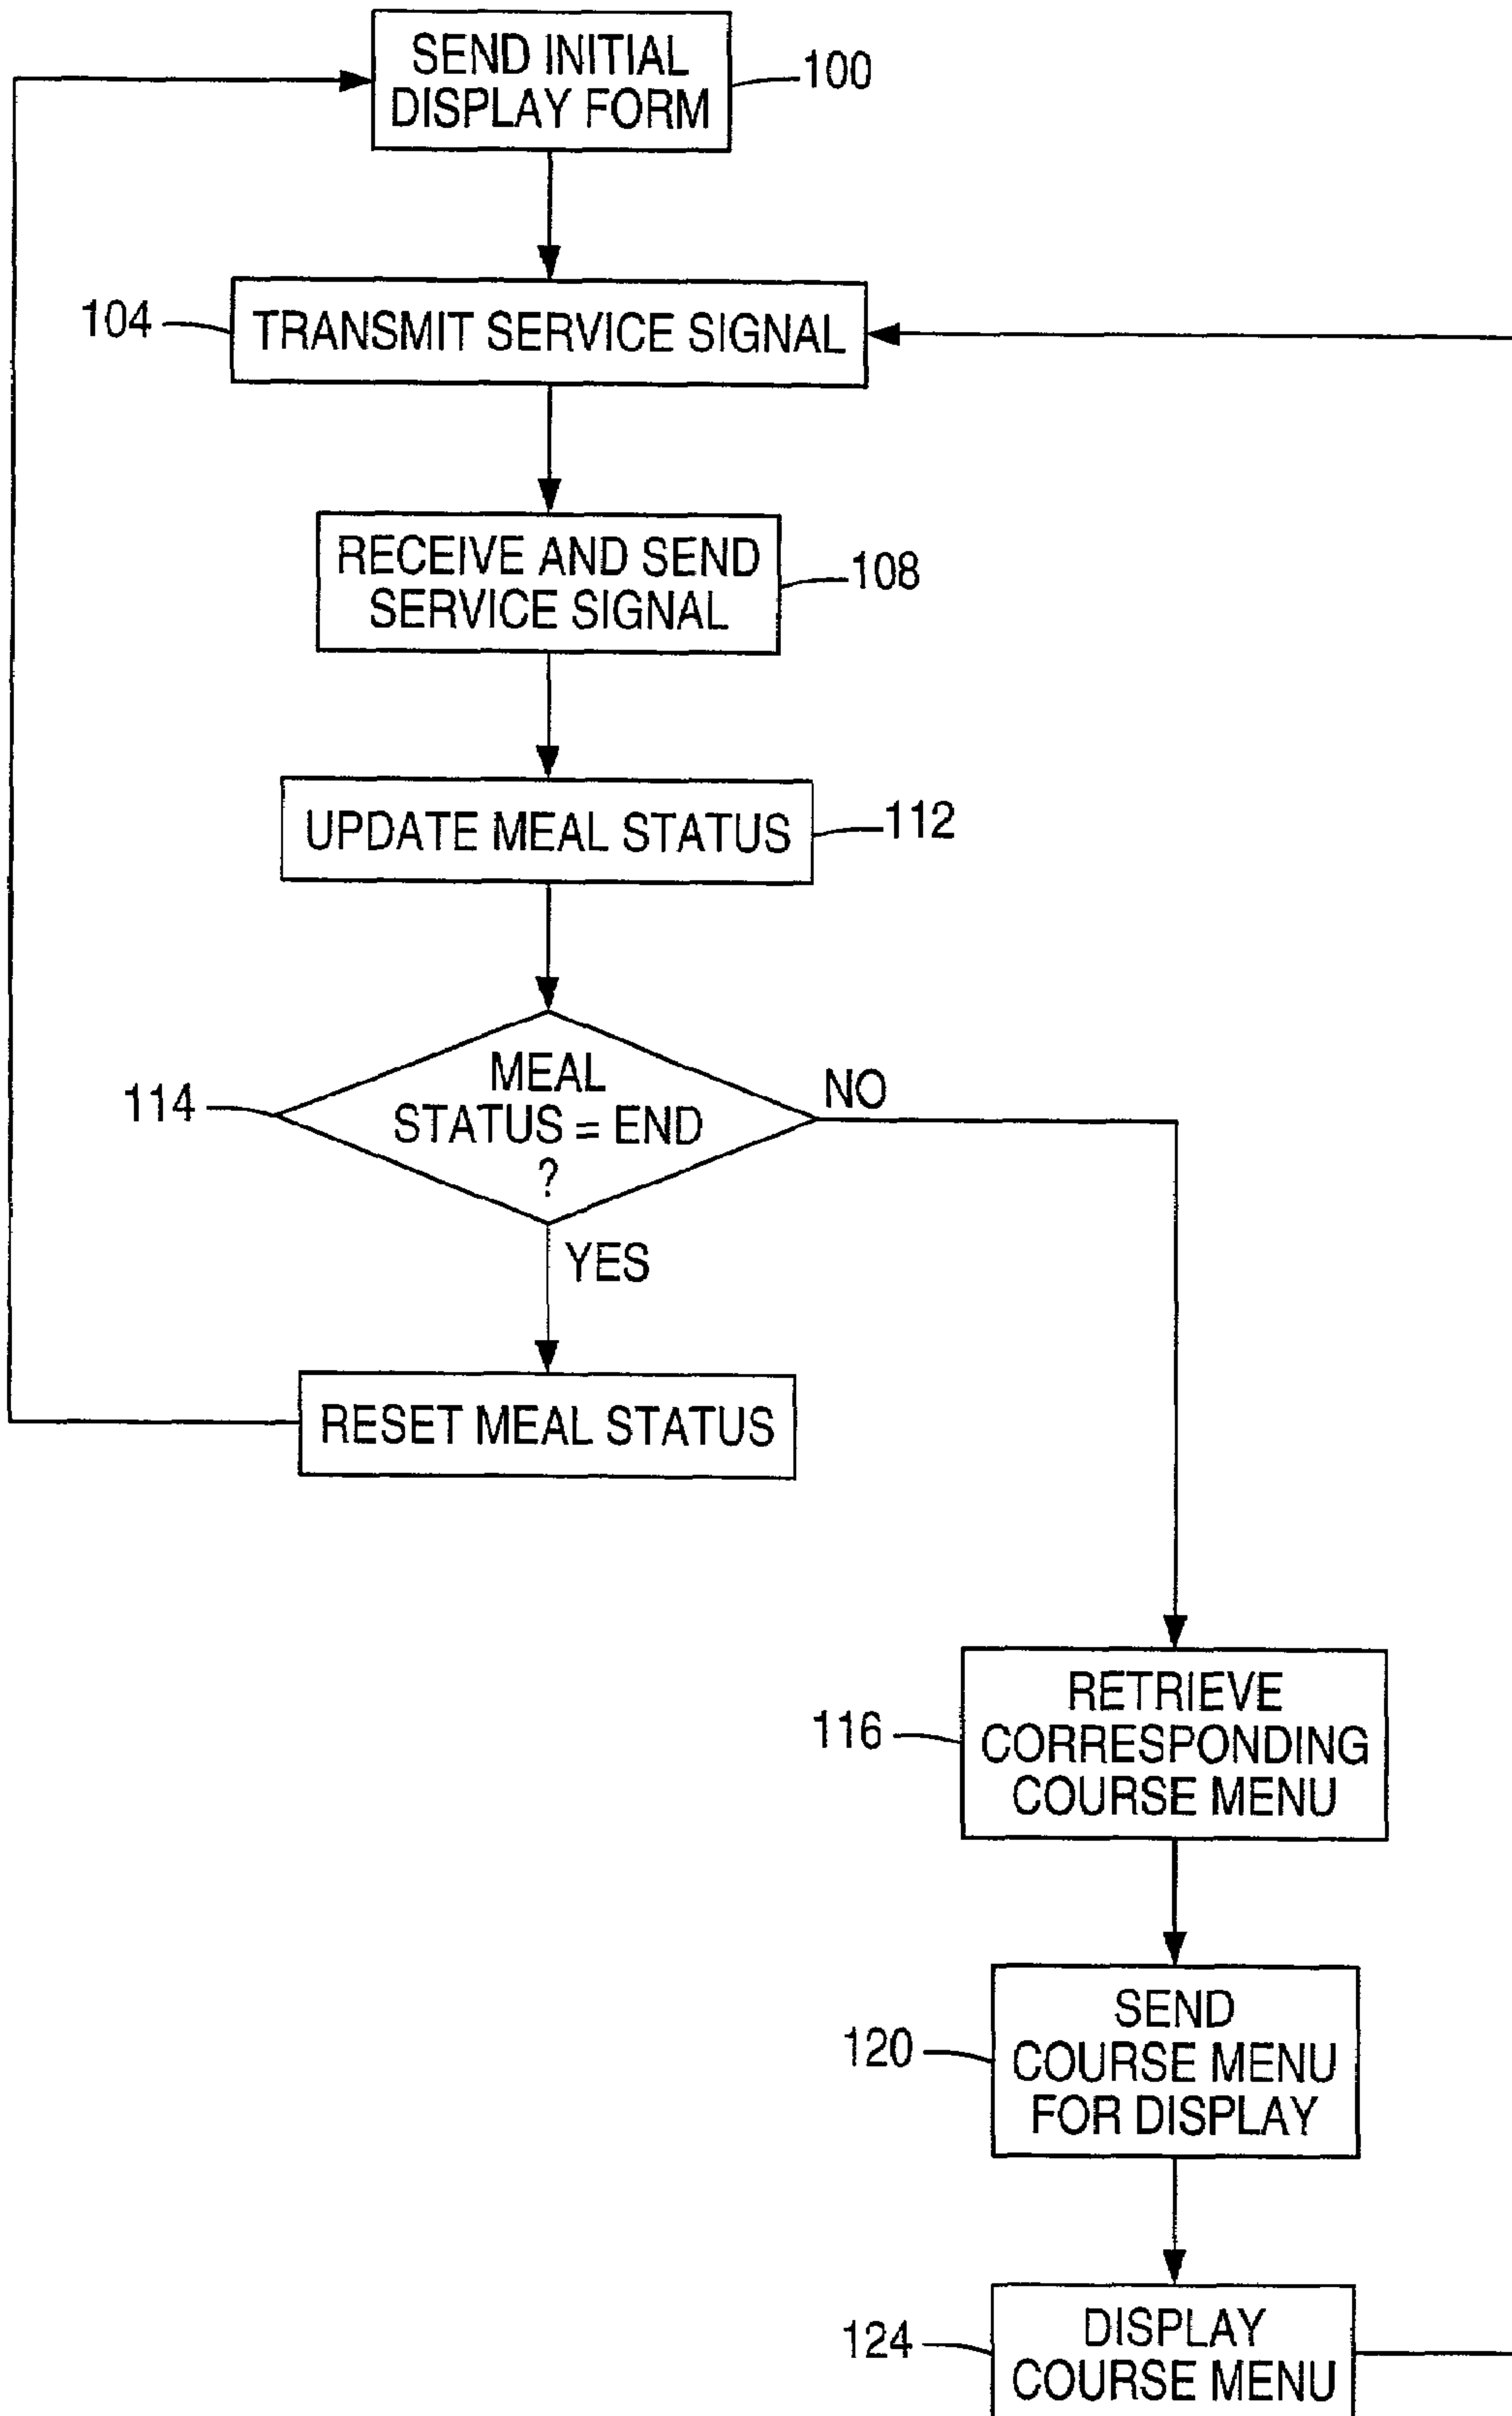 SEND INITIAL
DISPLAY FORM
100
104
TRANSMIT SERVICE SIGNAL
RECEIVE AND SEND
SERVICE SIGNAL
108
UPDATE MEAL STATUS
112
114
MEAL
STATUS = END
?
NO
YES
RESET MEAL STATUS
116
RETRIEVE
CORRESPONDING
COURSE MENU
120
SEND
COURSE MENU
FOR DISPLAY
124
DISPLAY
COURSE MENU